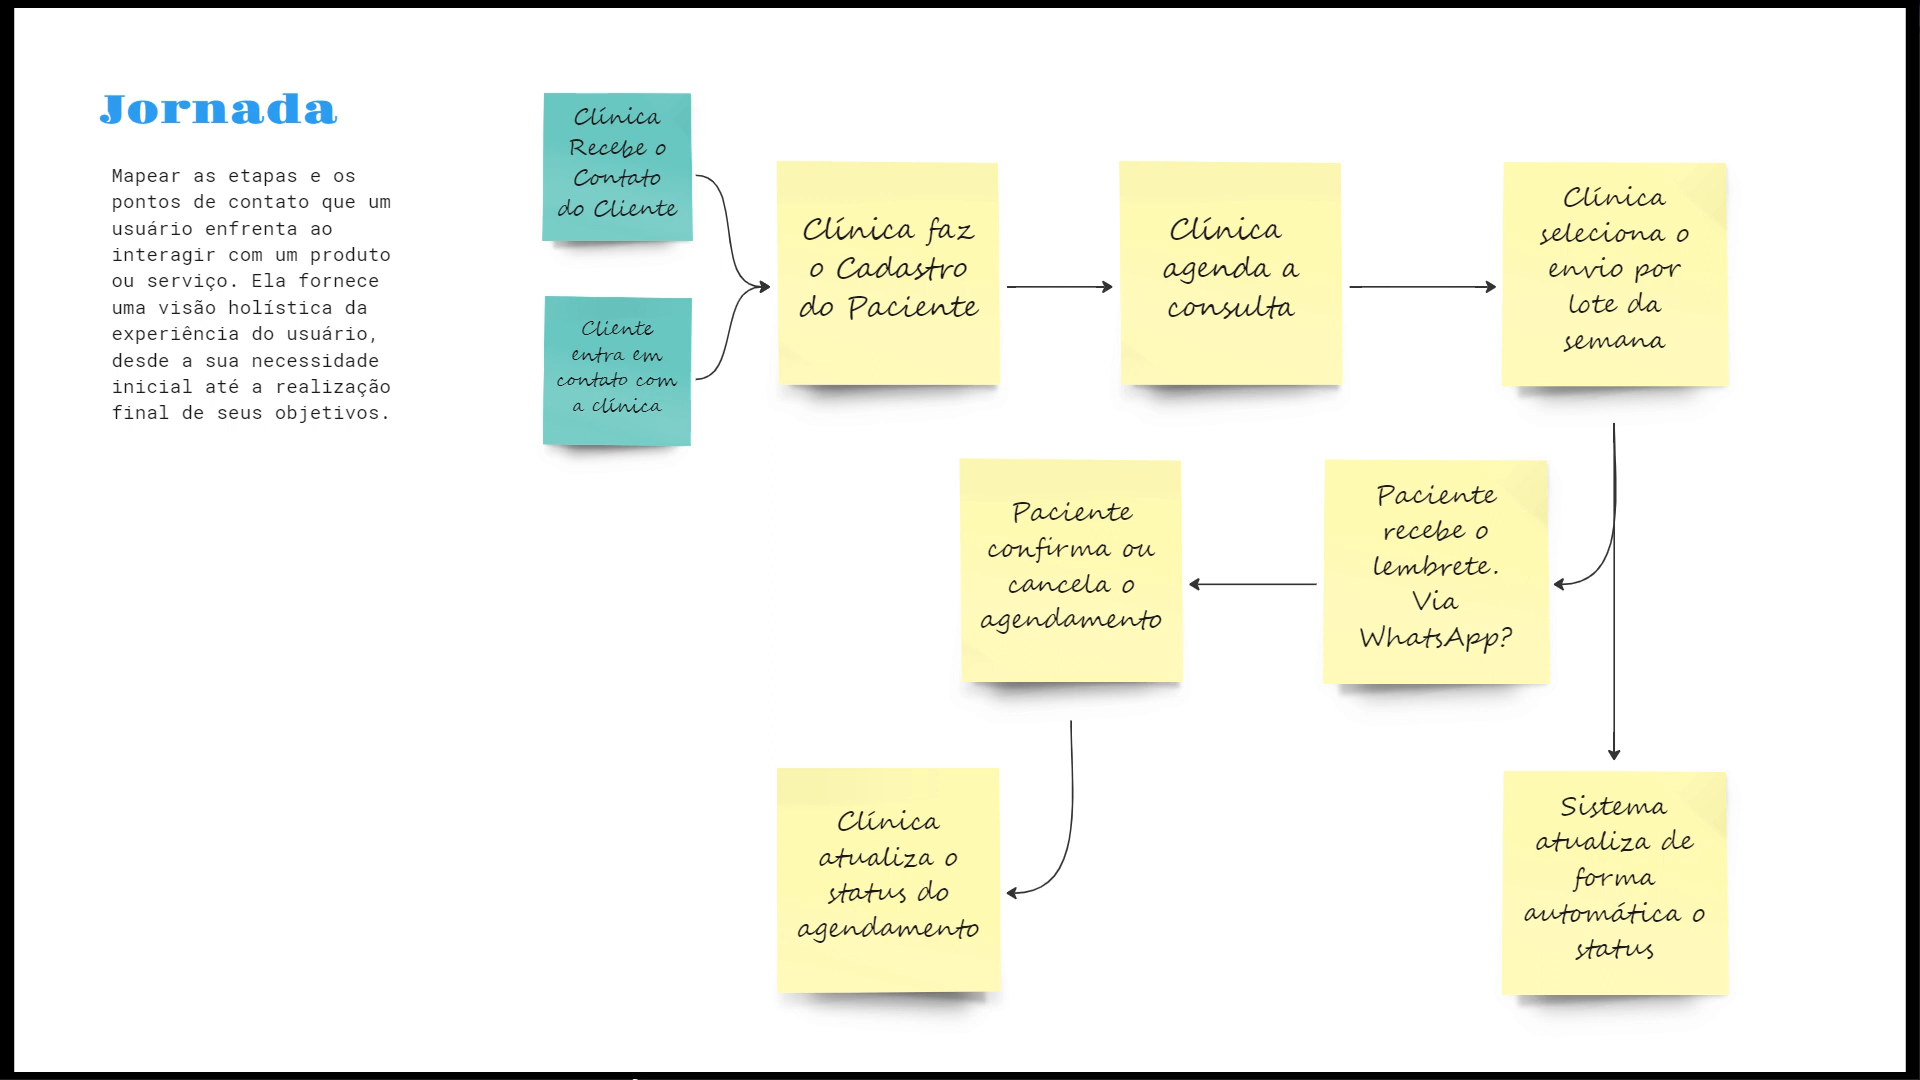 Jornada
Mapear as etapas e os
pontos de contato que um
usuário enfrenta ao
interagir com um produto
ou serviço. Ela fornece
uma visão holística da
experiência do usuário,
desde a sua necessidade
inicial até a realização
final de seus objetivos.
Clínica
Recebe o
Contato
do Cliente
Cliente
entra em
contato com
a clínica
Clínica faz
o Cadastro
do Paciente
Clínica
agenda a
consulta
Clínica
seleciona o
envio por
lote da
semana
Paciente
recebe o
lembrete.
Via
WhatsApp?
Paciente
confirma ou
cancela o
agendamento
Clínica
atualiza o
status do
agendamento
Sistema
atualiza de
forma
automática o
status